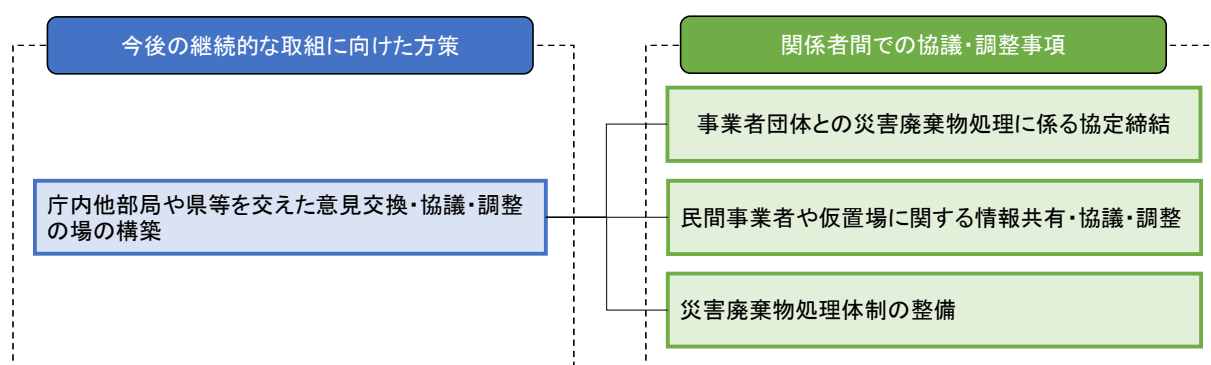 今後の継続的な取組に向けた方策
関係者間での協議・調整事項
事業者団体との災害廃棄物処理に係る協定締結
庁内他部局や県等を交えた意見交換・協議・調整
の場の構築
民間事業者や仮置場に関する情報共有・協議・調整
災害廃棄物処理体制の整備